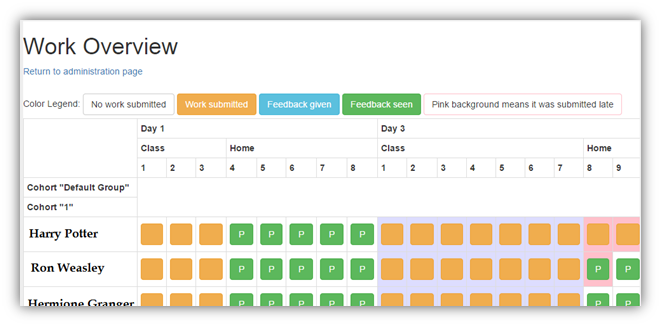 Work Overview
Return to administration page
Color Legend: No work submitted Work submitted Feedback given Feedback seen Pink background means it was submitted late
Day 1 Day 3
Class Home Class Home
1 2 3 4 5 6 7 8 1 2 3 4 5 6 7 8 9
Cohort "Default Group"
Cohort "1"
Harry Potter P P P P P
Ron Weasley P P P P P P P
Hermione Granger P P P P P P P